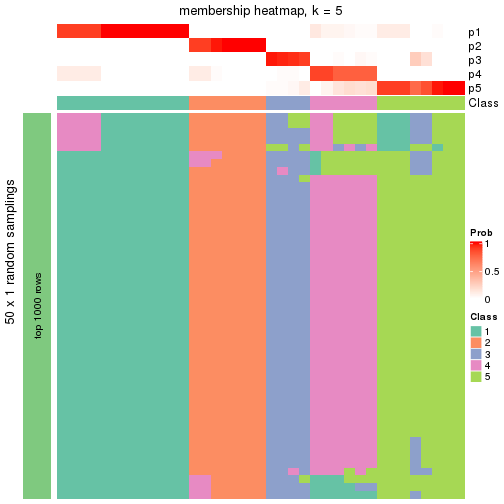 membership heatmap, k = 5
p1
p2
p3
p4
p5
Class
50 x 1 random samplings
top 1000 rows
Prob
1
0.5
0
Class
1
2
3
4
5